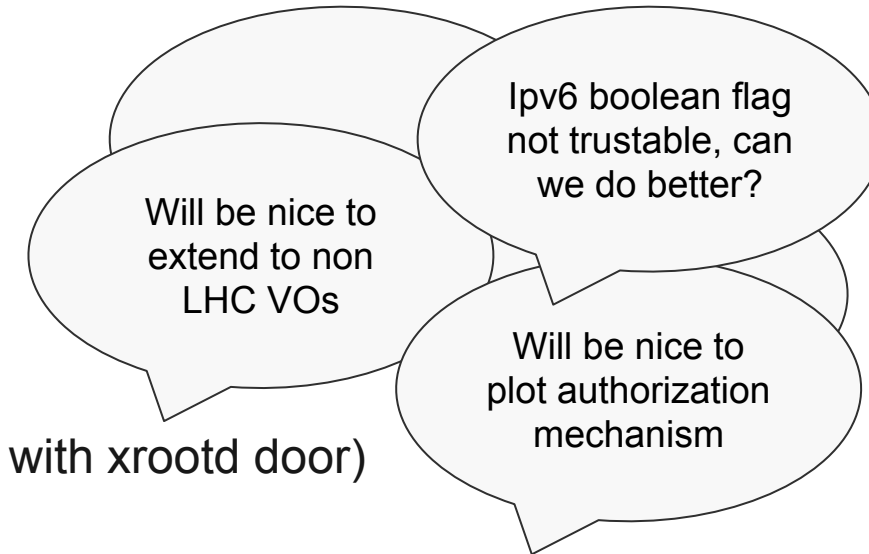 Ipv6 boolean flag
not trustable, can
we do better?
Will be nice to
extend to non
LHC VOs
Will be nice to
plot authorization
mechanism
with xrootd door)